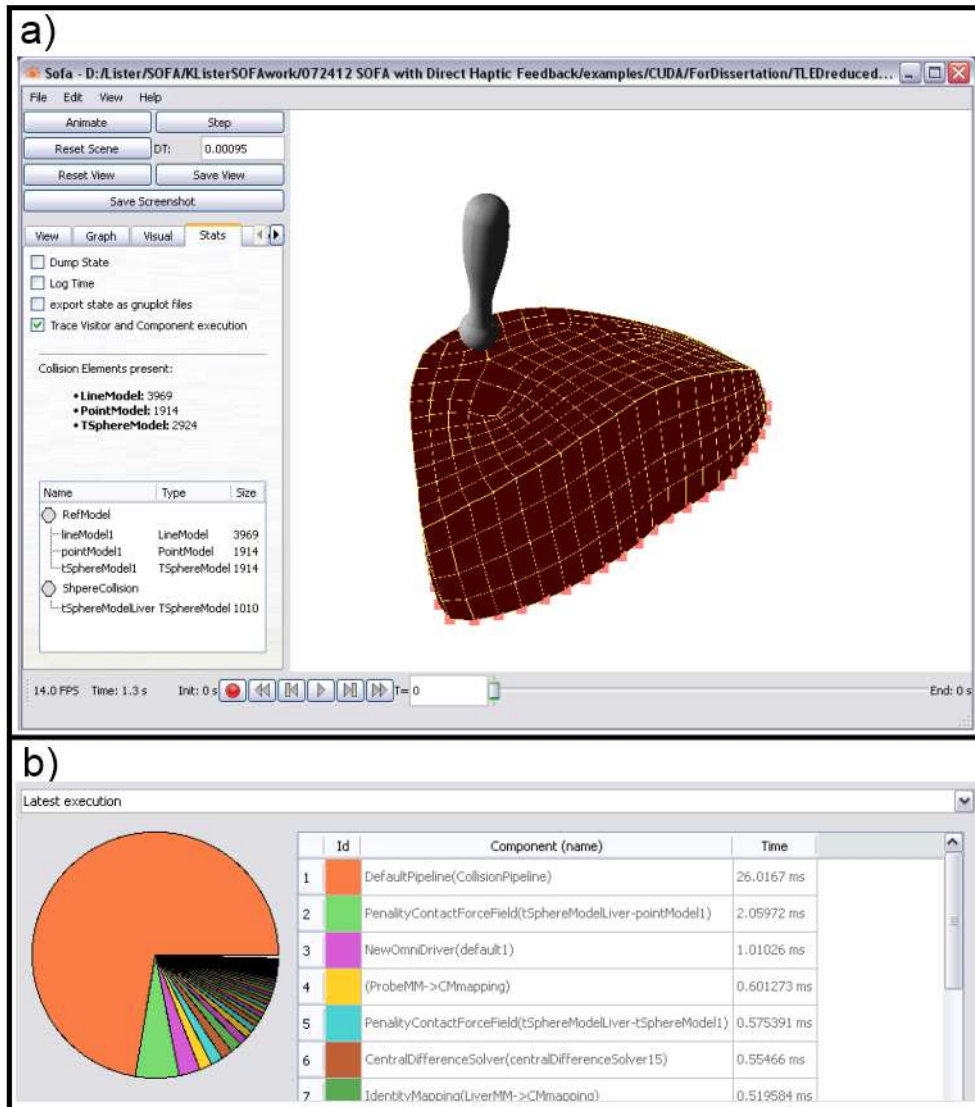 a)
Sofa - D:/Lister/SOFA/KListerSOFAwork/072412 SOFA with Direct Haptic Feedback/examples/CUDA/ForDissertation/TLEDreduced...
File Edit View Help
Animate Step
Reset Scene DT: 0.00095
Reset View Save View
Save Screenshot
View Graph Visual Stats
Dump State
Log Time
export state as gnuplot files
Trace Visitor and Component execution
Collision Elements present:
•LineModel: 3969
•PointModel: 1914
•TSphereModel: 2924
Name Type Size
RefModel
lineModel1 LineModel 3969
pointModel1 PointModel 1914
tSphereModel1 TSphereModel 1914
ShpereCollision
tSphereModelLiver TSphereModel 1010
14.0 FPS Time: 1.3 s Init: 0 s T= 0 End: 0 s
b)
Latest execution
Id Component (name) Time
1 DefaultPipeline(CollisionPipeline) 26.0167 ms
2 PenalityContactForceField(tSphereModelLiver-pointModel1) 2.05972 ms
3 NewOmniDriver(default1) 1.01026 ms
4 (ProbeMM->CMmapping) 0.601273 ms
5 PenalityContactForceField(tSphereModelLiver-tSphereModel1) 0.575391 ms
6 CentralDifferenceSolver(centralDifferenceSolver15) 0.55466 ms
7 IdentityMapping(LiverMM->CMmapping) 0.519584 ms